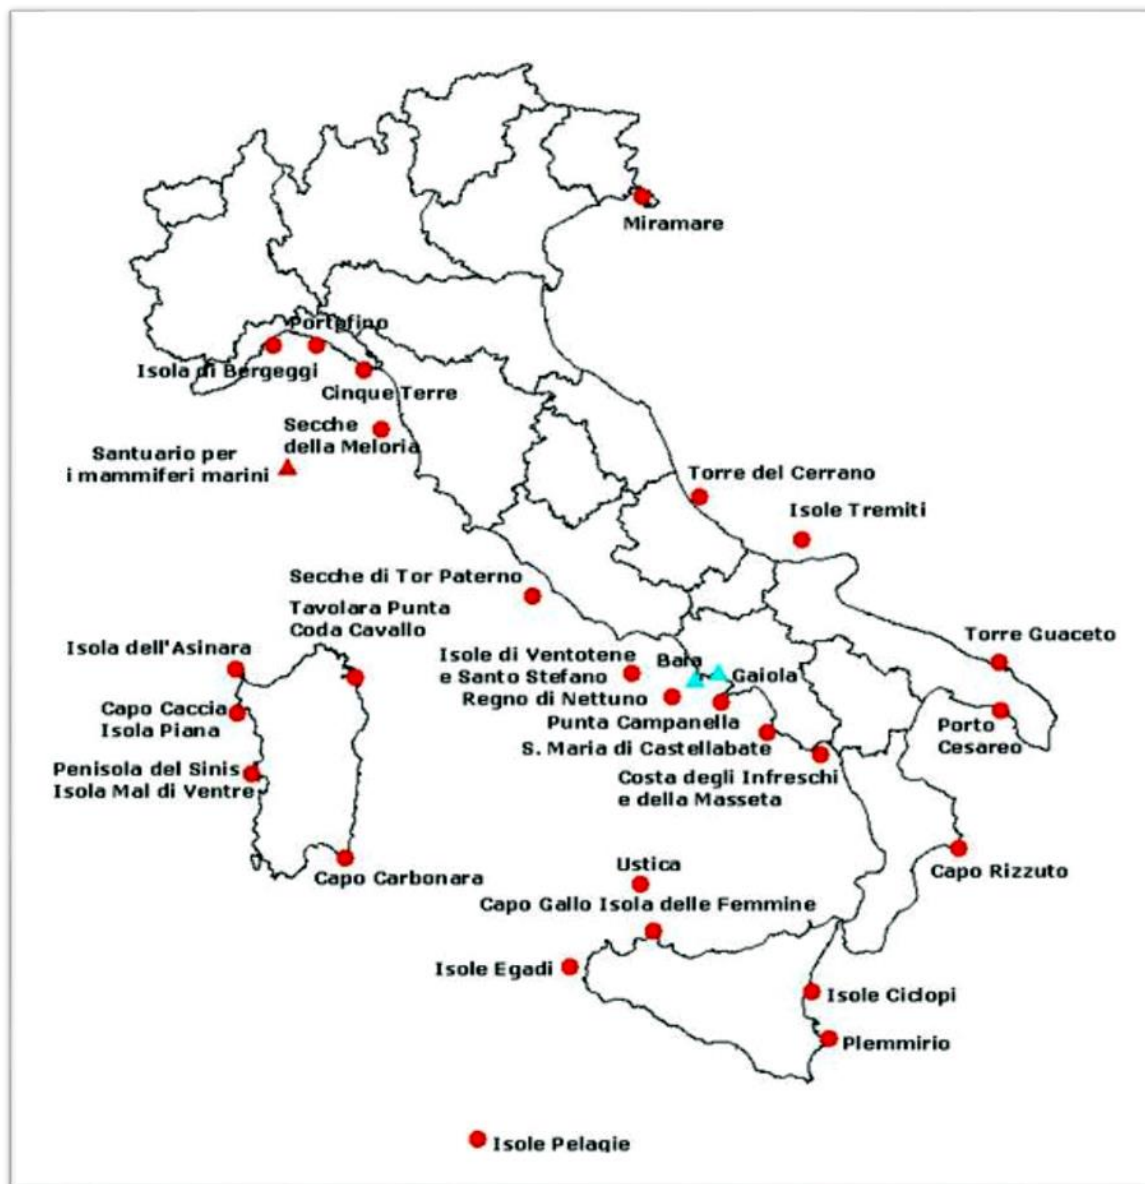 Miramare
Portofino
Isola di Bergeggi
Cinque Terre
Secche
della Meloria
Santuario per
i mammiferi marini
Torre del Cerrano
Isole Tremiti
Secche di Tor Paterno
Tavolara Punta
Coda Cavallo
Torre Guaceto
Isola dell'Asinara
Isole di Ventotene
e Santo Stefano
Baia
Gaiola
Regno di Nettuno
Capo Caccia
Isola Piana
Punta Campanella
Porto
Cesareo
S. Maria di Castellabate
Penisola del Sinis
Isola Mal di Ventre
Costa degli Infreschi
e della Masseta
Ustica
Capo Rizzuto
Capo Carbonara
Capo Gallo Isola delle Femmine
Isole Egadi
Isole Ciclopi
Plemmirio
Isole Pelagie